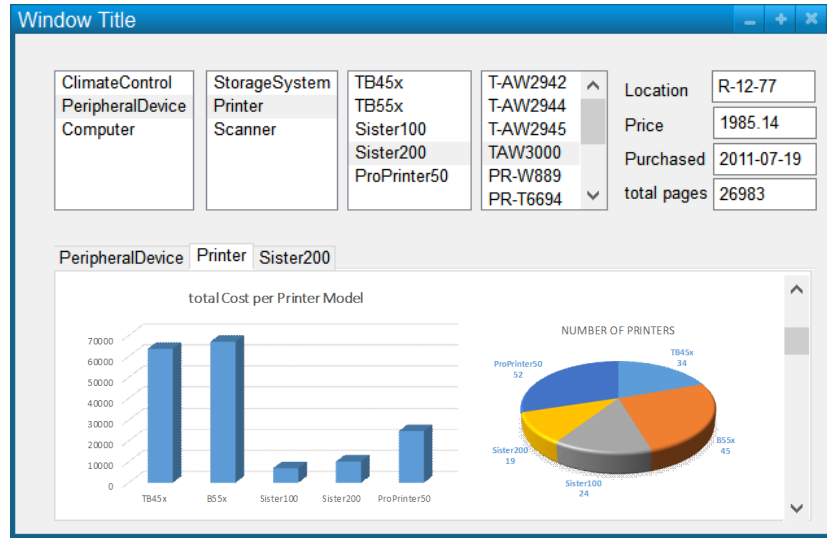 Window Title
ClimateControl
PeripheralDevice
Computer
StorageSystem
Printer
Scanner
TB45x
TB55x
Sister100
Sister200
ProPrinter50
T-AW2942
T-AW2944
T-AW2945
TAW3000
PR-W889
PR-T6694
Location R-12-77
Price 1985.14
Purchased 2011-07-19
total pages 26983
PeripheralDevice Printer Sister200
total Cost per Printer Model
70000
60000
50000
40000
30000
20000
10000
0
TB45x B55x Sister100 Sister200 ProPrinter50
NUMBER OF PRINTERS
TB45x
34
ProPrinter50
52
B55x
45
Sister200
19
Sister100
24